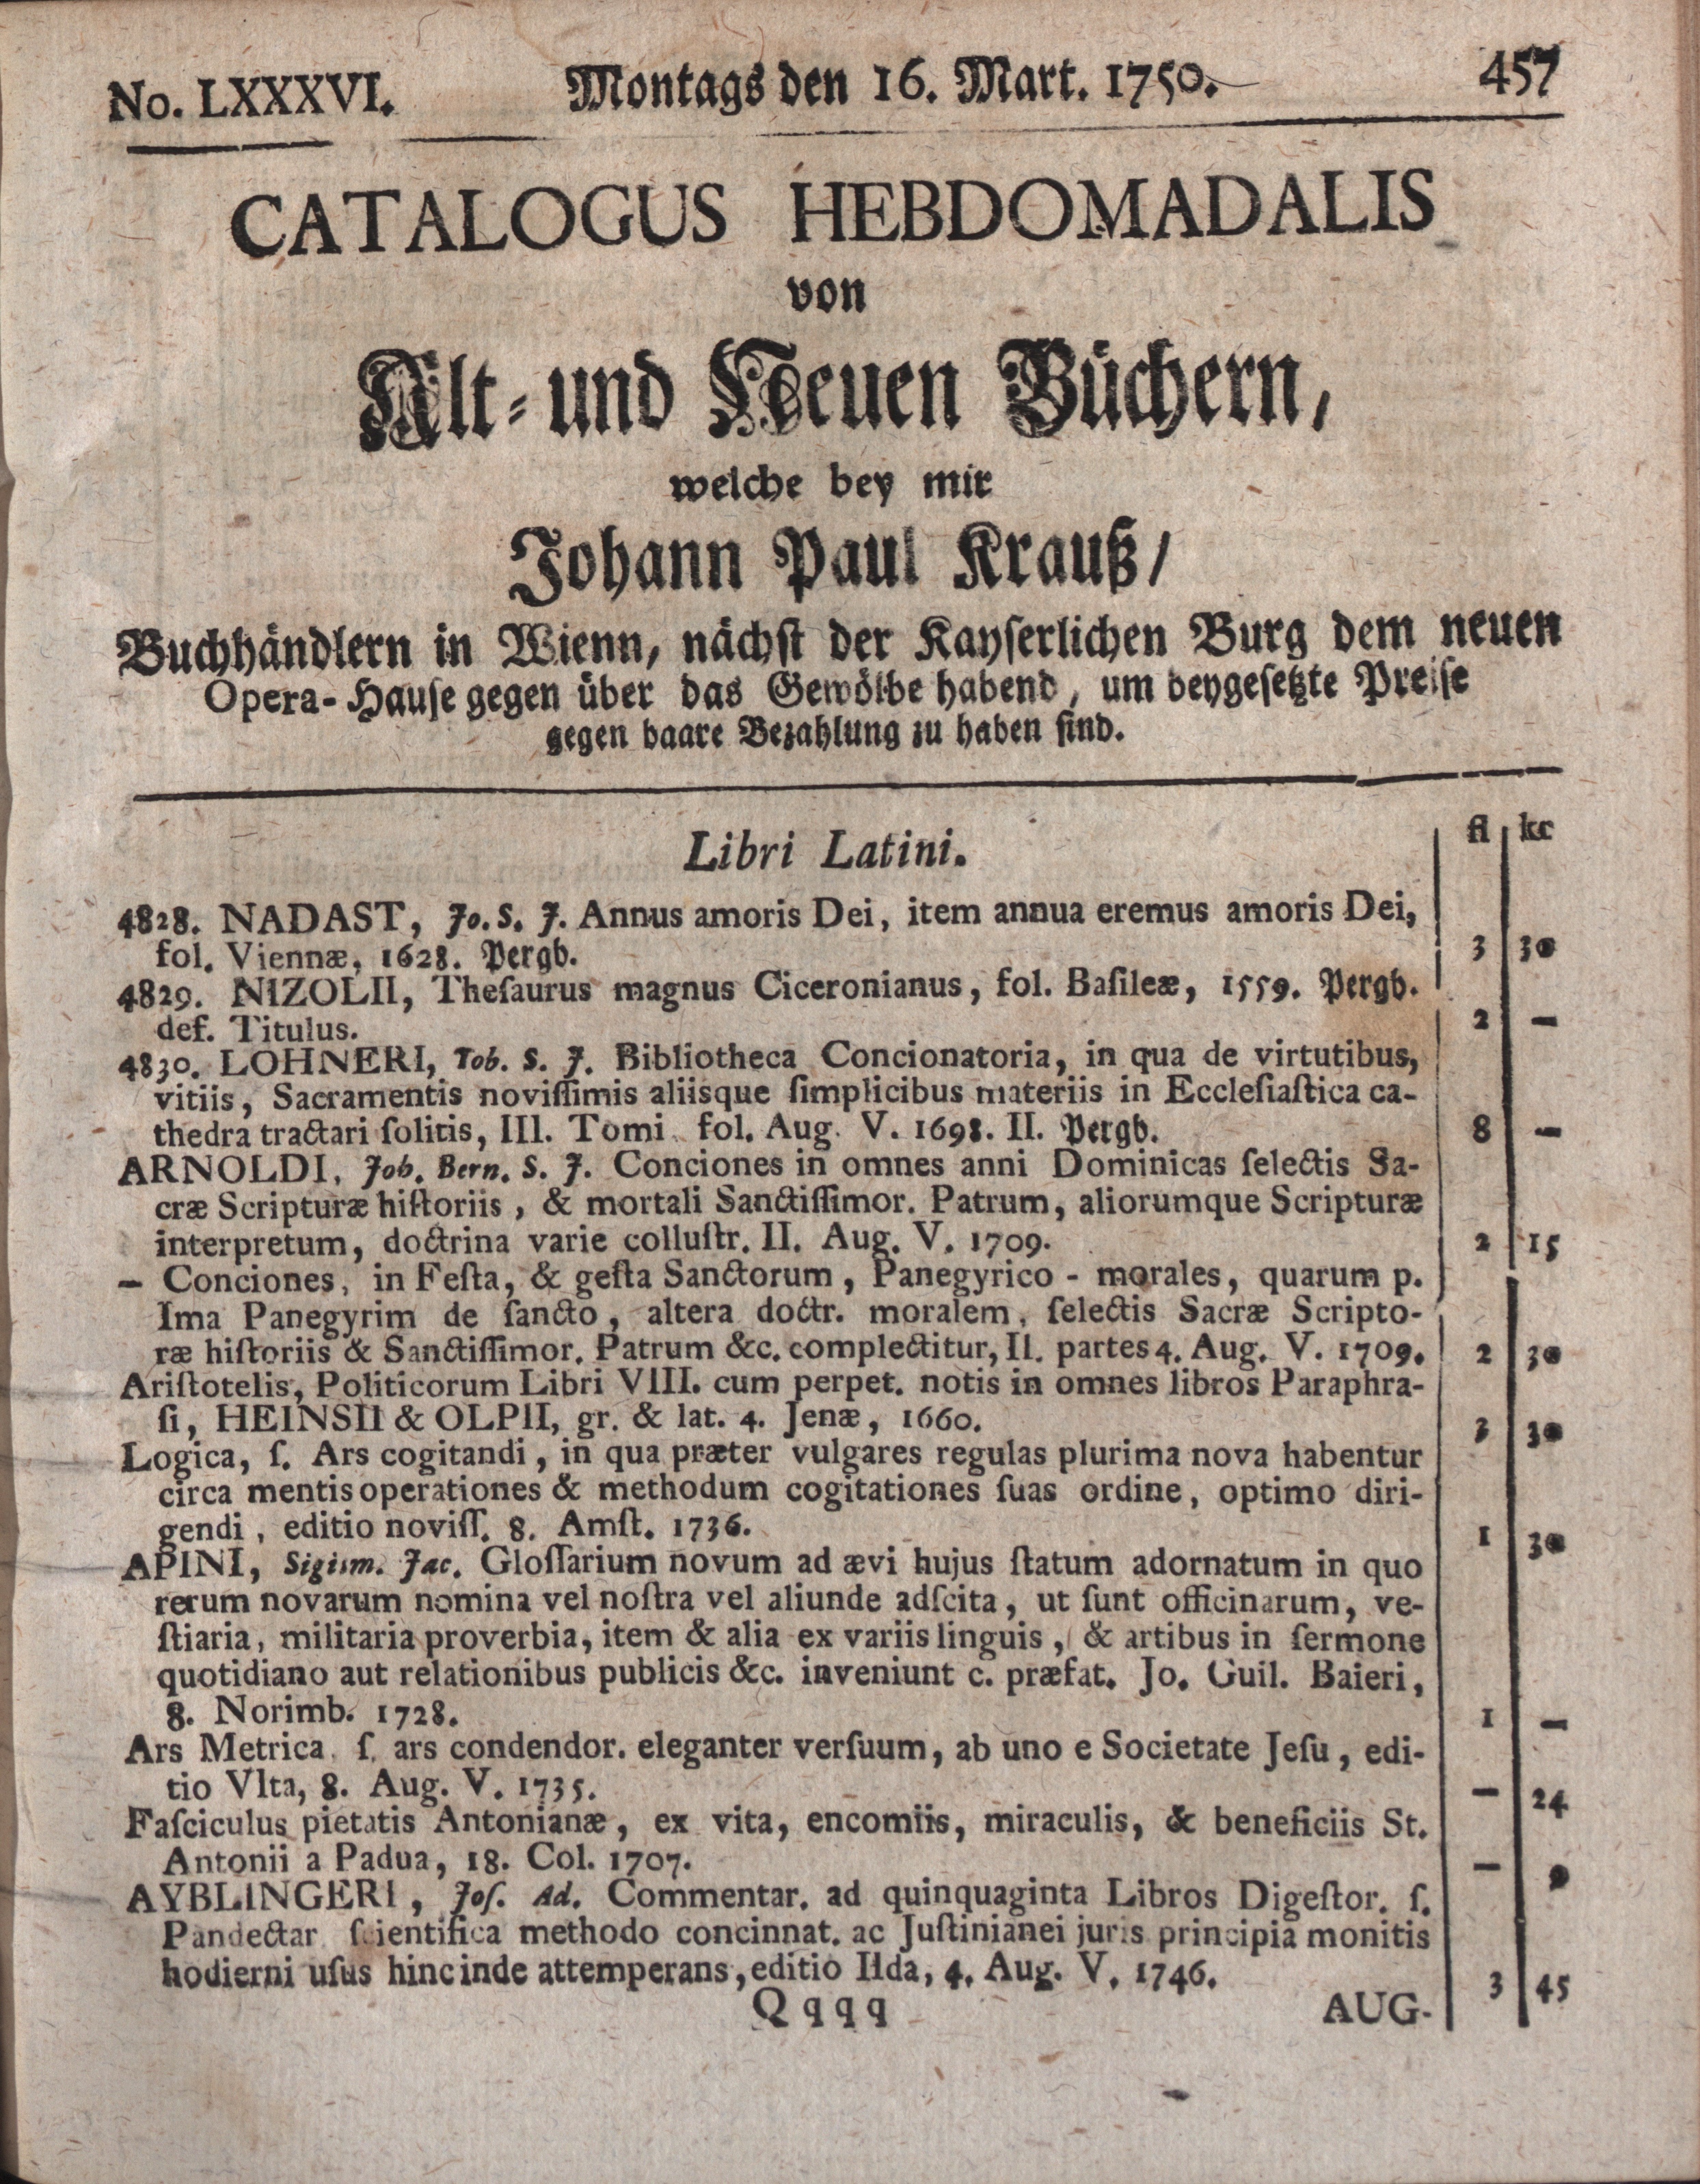 No. LXXXVI. Montags den 16. Mart. 1750. 457
CATALOGUS HEBDOMADALIS
von
Alt- und Neuen Büchern,
welche bey mir
Johann Paul Krauß/
Buchhändlern in Wienn, nächst der Kayserlichen Burg dem neuen
Opera-Hause gegen über das Gewölbe habend, um beygesetzte Preise
gegen baare Bezahlung zu haben sind.
fl kr
Libri Latini.
4828. NADAST, Jo. S. J. Annus amoris Dei, item annua eremus amoris Dei,
fol. Viennæ, 1628. Pergb. 3 30
4829. NIZOLII, Theſaurus magnus Ciceronianus, fol. Baſileæ, 1559. Pergb.
def. Titulus. 2 —
4830. LOHNERI, Tob. S. J. Bibliotheca Concionatoria, in qua de virtutibus,
vitiis, Sacramentis noviſſimis aliisque ſimplicibus materiis in Eccleſiaſtica ca-
thedra tractari ſolitis, III. Tomi fol. Aug. V. 1698. II. Pergb. 8 —
ARNOLDI, Joh. Bern. S. J. Conciones in omnes anni Dominicas ſelectis Sa-
cræ Scripturæ hiſtoriis, & mortali Sanctiſſimor. Patrum, aliorumque Scripturæ
interpretum, doctrina varie colluſtr. II. Aug. V. 1709. 2 15
— Conciones, in Feſta, & geſta Sanctorum, Panegyrico - morales, quarum p.
Ima Panegyrim de ſancto, altera doctr. moralem, ſelectis Sacræ Scripto-
ræ hiſtoriis & Sanctiſſimor. Patrum &c. complectitur, II. partes 4. Aug. V. 1709. 2 30
Ariſtotelis, Politicorum Libri VIII. cum perpet. notis in omnes libros Paraphra-
ſi, HEINSII & OLPII, gr. & lat. 4. Jenæ, 1660. 3 30
Logica, ſ. Ars cogitandi, in qua præter vulgares regulas plurima nova habentur
circa mentis operationes & methodum cogitationes ſuas ordine, optimo diri-
gendi, editio noviſſ. 8. Amſt. 1736. 1 30
APINI, Sigism. Jac. Gloſſarium novum ad ævi hujus ſtatum adornatum in quo
rerum novarum nomina vel noſtra vel aliunde adſcita, ut ſunt officinarum, ve-
ſtiaria, militaria proverbia, item & alia ex variis linguis, & artibus in ſermone
quotidiano aut relationibus publicis &c. inveniunt c. præfat. Jo. Guil. Baieri,
8. Norimb. 1728. 1 —
Ars Metrica ſ. ars condendor. eleganter verſuum, ab uno e Societate Jeſu, edi-
tio Vlta, 8. Aug. V. 1735. — 24
Faſciculus pietatis Antonianæ, ex vita, encomiis, miraculis, & beneficiis St.
Antonii a Padua, 18. Col. 1707. — 9
AYBLINGERI, Joſ. Ad. Commentar. ad quinquaginta Libros Digeſtor. ſ.
Pandectar ſcientifica methodo concinnat. ac Juſtinianei juris principia monitis
hodierni uſus hinc inde attemperans, editio IIda, 4. Aug. V. 1746. 3 45
Qqqq AUG-